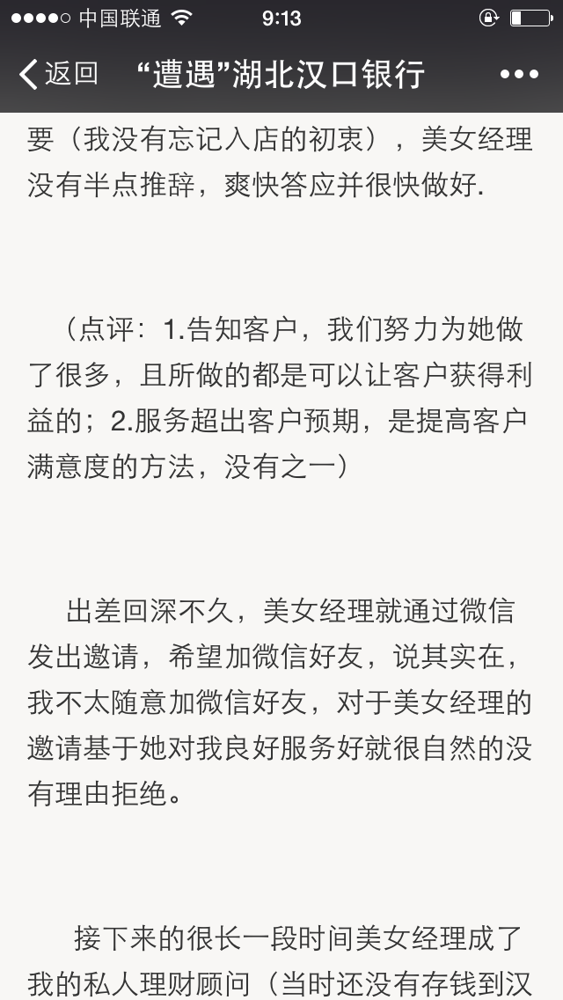 中国联通 9:13
返回 “遭遇”湖北汉口银行
要（我没有忘记入店的初衷），美女经理
没有半点推辞，爽快答应并很快做好.
（点评：1.告知客户，我们努力为她做
了很多，且所做的都是可以让客户获得利
益的；2.服务超出客户预期，是提高客户
满意度的方法，没有之一）
出差回深不久，美女经理就通过微信
发出邀请，希望加微信好友，说其实在，
我不太随意加微信好友，对于美女经理的
邀请基于她对我良好服务好就很自然的没
有理由拒绝。
接下来的很长一段时间美女经理成了
我的私人理财顾问（当时还没有存钱到汉